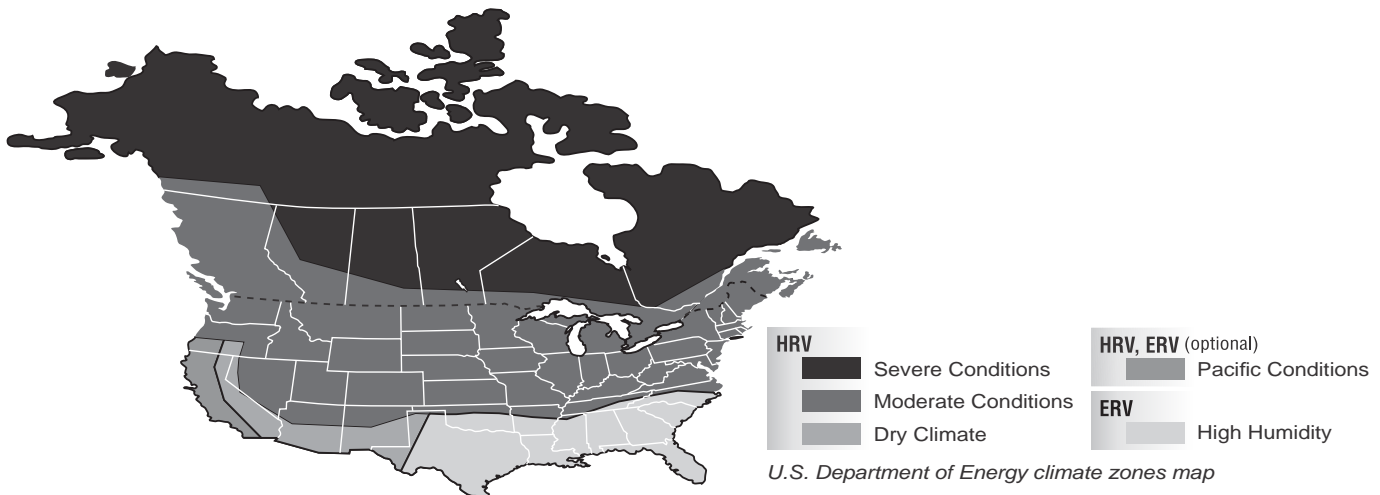 HRV
Severe Conditions
Moderate Conditions
Dry Climate
HRV, ERV (optional)
Pacific Conditions
ERV
High Humidity
U.S. Department of Energy climate zones map